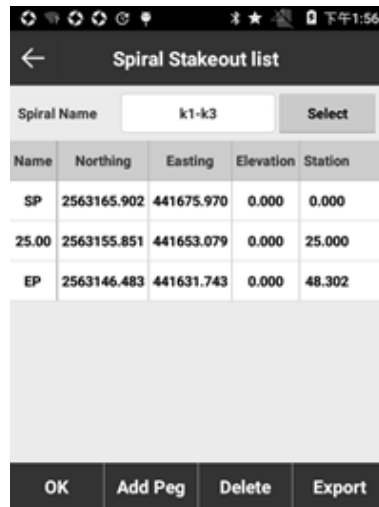 下午1:56
Spiral Stakeout list
Spiral Name k1-k3 Select
Name Northing Easting Elevation Station
SP 2563165.902 441675.970 0.000 0.000
25.00 2563155.851 441653.079 0.000 25.000
EP 2563146.483 441631.743 0.000 48.302
OK Add Peg Delete Export